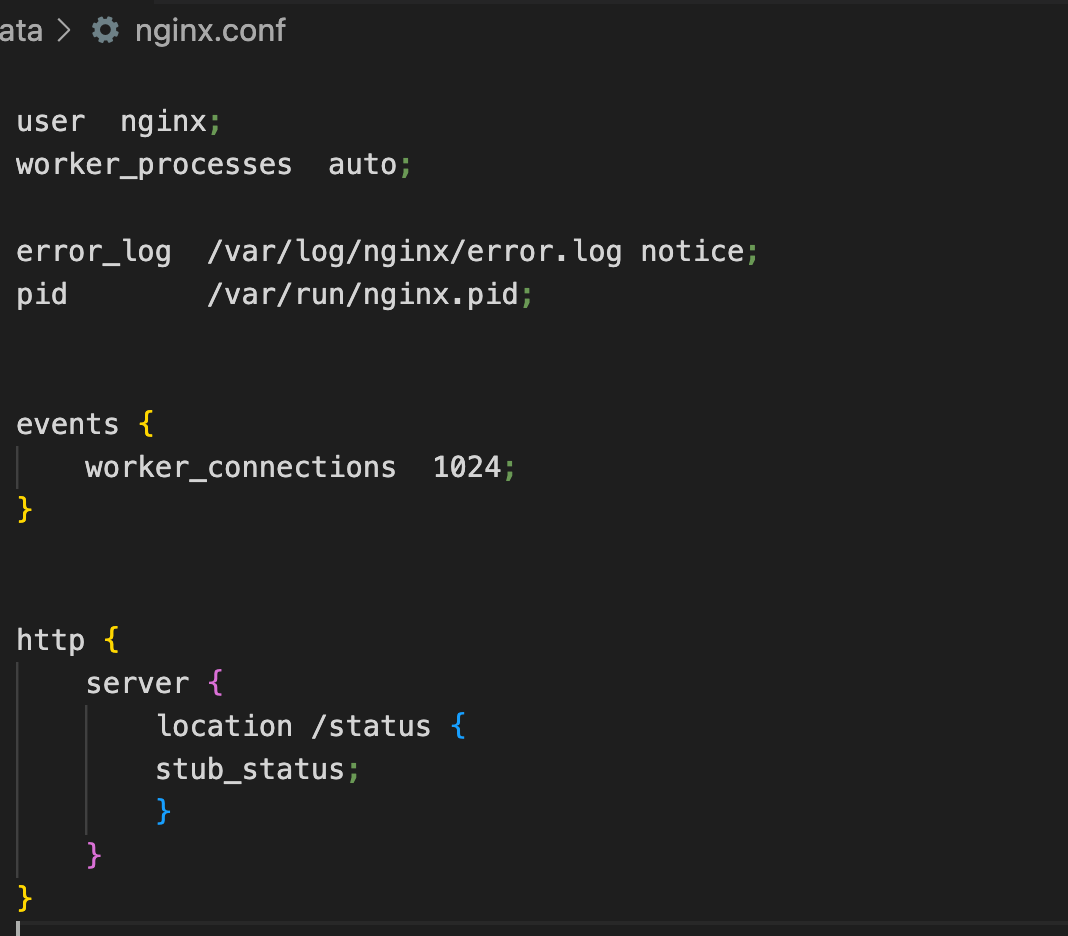 ata > nginx.conf
user  nginx;
worker_processes  auto;
error_log  /var/log/nginx/error.log notice;
pid        /var/run/nginx.pid;
events {
    worker_connections  1024;
}
http {
    server {
        location /status {
        stub_status;
        }
    }
}